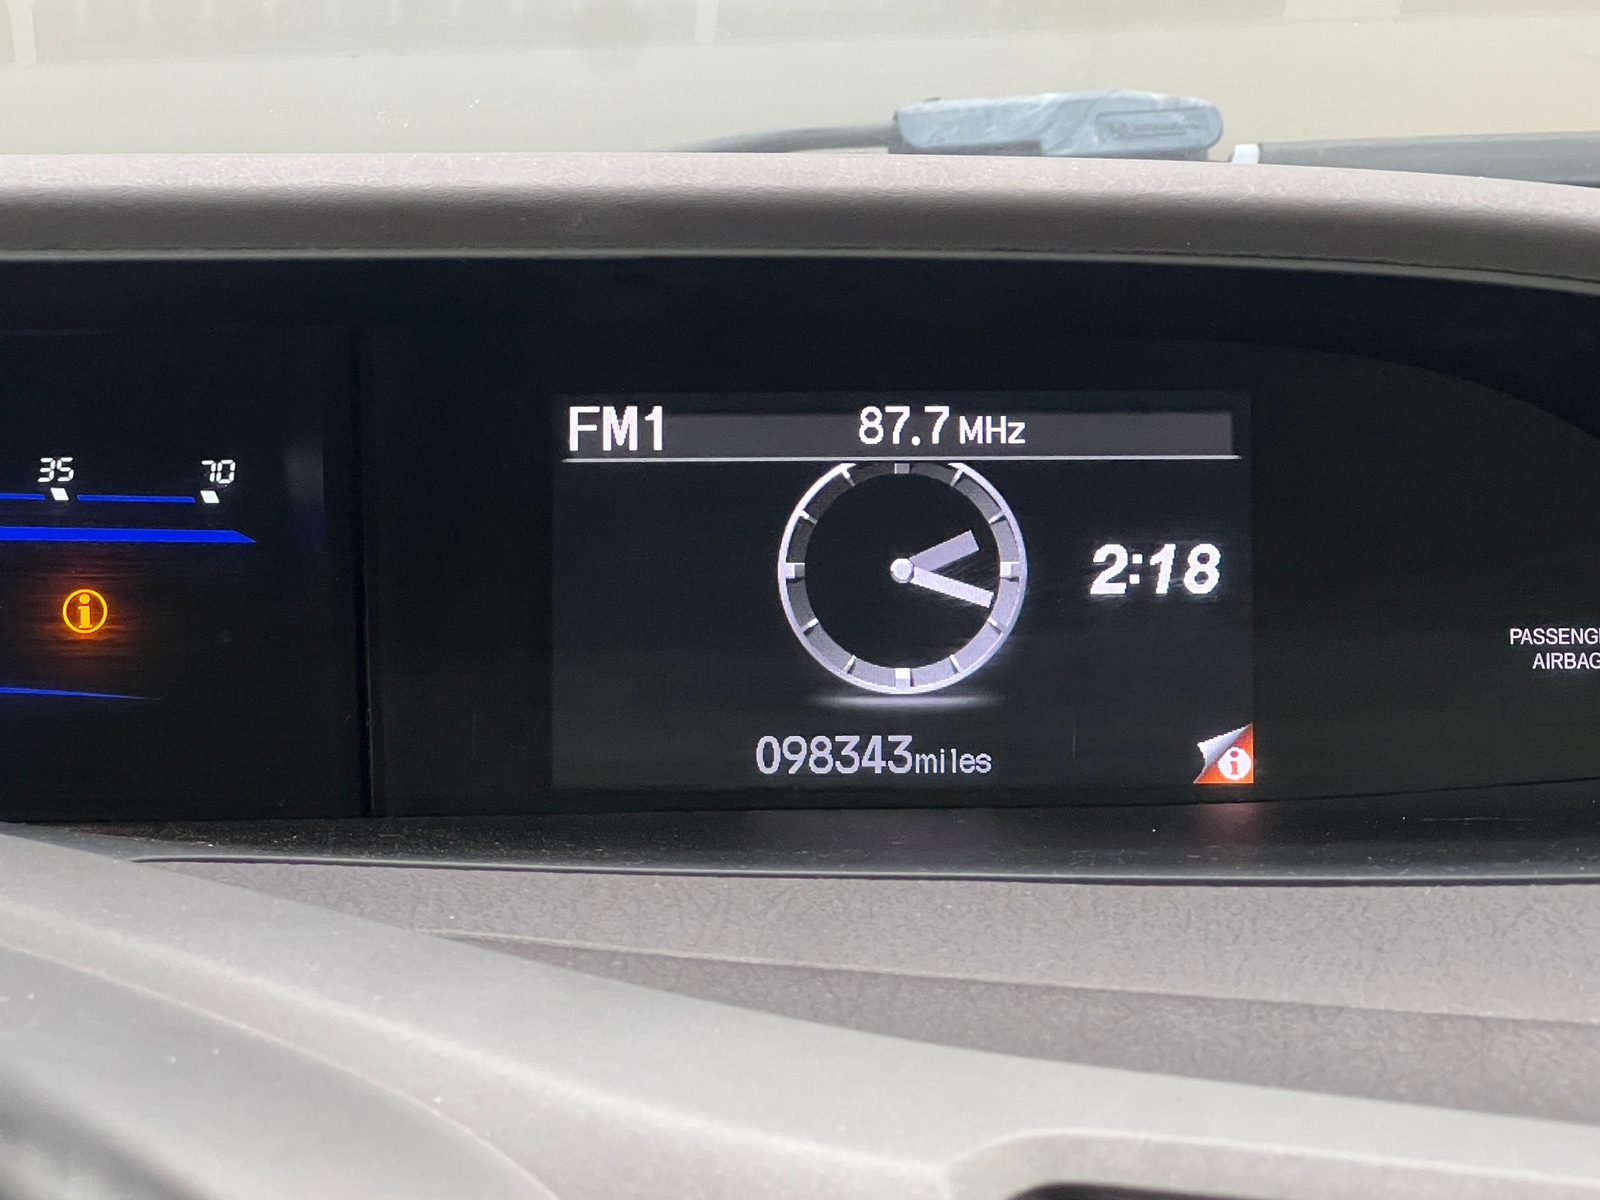 FM1 87.7 MHz
35 70
2:18
PASSENG
AIRBAG
098343miles